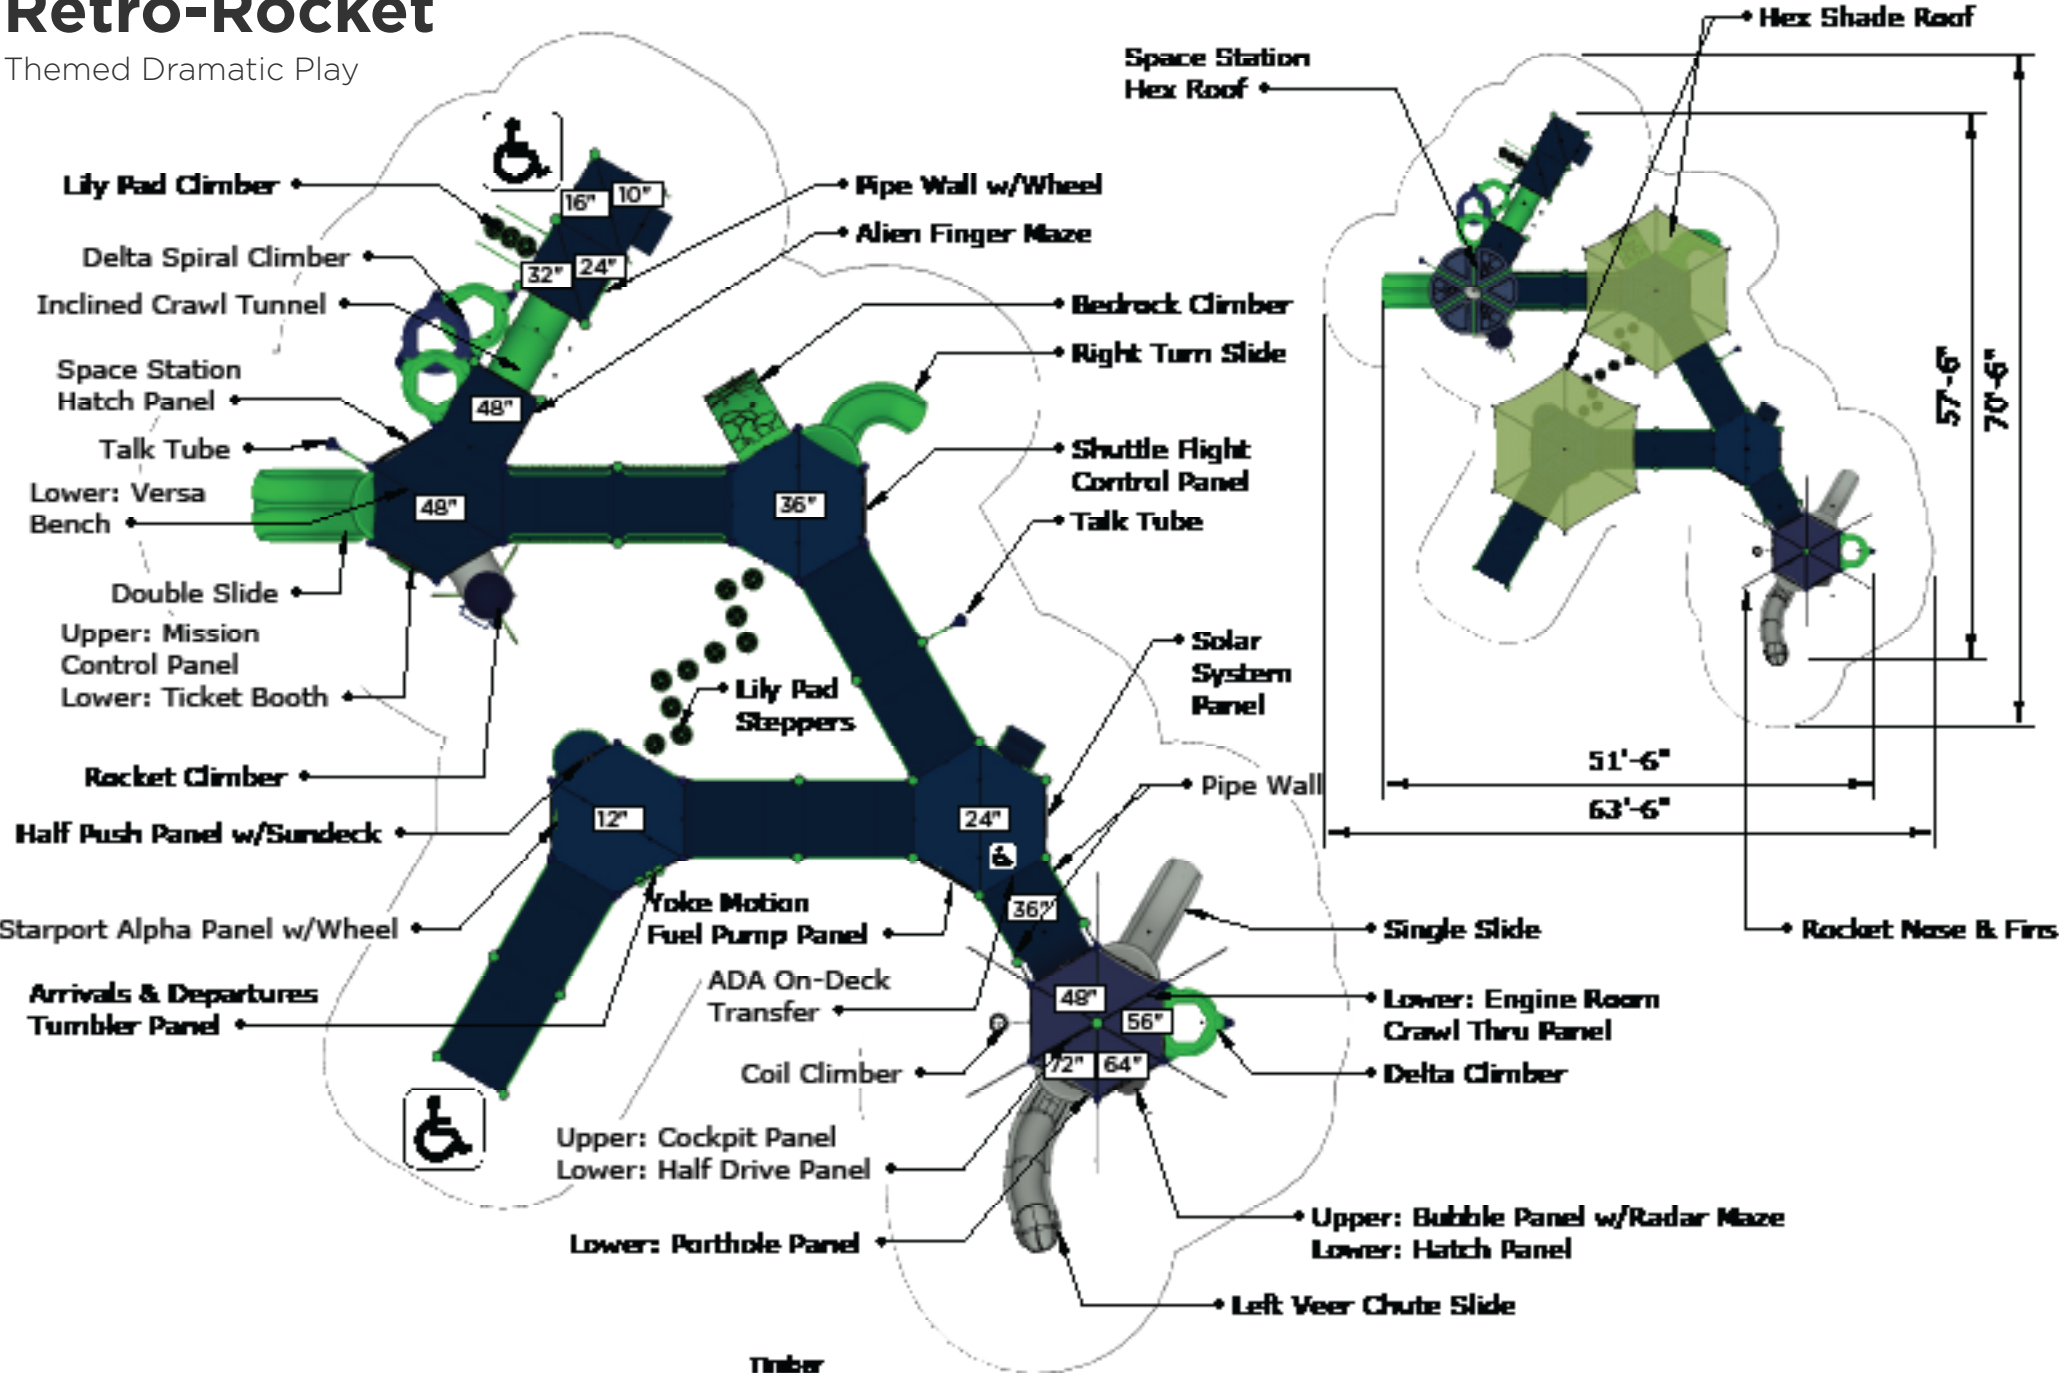 Retro-Rocket
Themed Dramatic Play
Lily Pad Climber
Delta Spiral Climber
Inclined Crawl Tunnel
Space Station
Hatch Panel
Talk Tube
Lower: Versa
Bench
Double Slide
Upper: Mission
Control Panel
Lower: Ticket Booth
Rocket Climber
Half Push Panel w/Sundeck
Starport Alpha Panel w/Wheel
Arrivals & Departures
Tumbler Panel
16"
10"
32"
24"
48"
48"
36"
12"
24"
36"
48"
56"
72"
64"
Pipe Wall w/Wheel
Alien Finger Maze
Bedrock Climber
Right Turn Slide
Shuttle Flight
Control Panel
Talk Tube
Solar
System
Panel
Lily Pad
Steppers
Pipe Wall
Yoke Motion
Fuel Pump Panel
ADA On-Deck
Transfer
Coil Climber
Upper: Cockpit Panel
Lower: Half Drive Panel
Lower: Porthole Panel
Single Slide
Lower: Engine Room
Crawl Thru Panel
Delta Climber
Upper: Bubble Panel w/Radar Maze
Lower: Hatch Panel
Left Veer Chute Slide
Timber
Space Station
Hex Roof
Hex Shade Roof
57'-6"
70'-6"
51'-6"
63'-6"
Rocket Nose & Fins